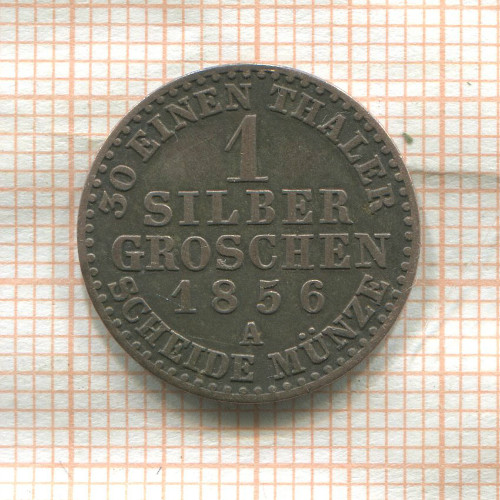 30 EINEN THALER
1
SILBER
GROSCHEN
1856
A
SCHEIDE MÜNZE